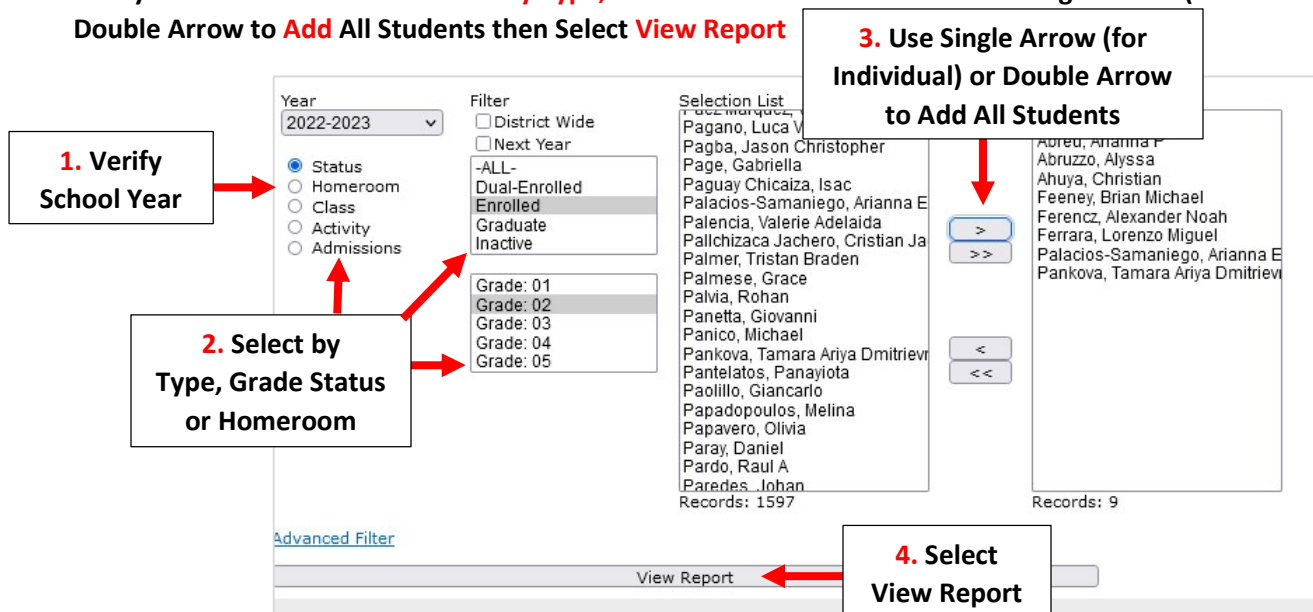 Double Arrow to Add All Students then Select View Report
3. Use Single Arrow (for
Individual) or Double Arrow
to Add All Students
1. Verify
School Year
Year
2022-2023
Status
Homeroom
Class
Activity
Admissions
Filter
District Wide
Next Year
-ALL-
Dual-Enrolled
Enrolled
Graduate
Inactive
Grade: 01
Grade: 02
Grade: 03
Grade: 04
Grade: 05
2. Select by
Type, Grade Status
or Homeroom
Selection List
Pagano, Luca V
Pagba, Jason Christopher
Page, Gabriella
Paguay Chicaiza, Isac
Palacios-Samaniego, Arianna E
Palencia, Valerie Adelaida
Pallchizaca Jachero, Cristian Ja
Palmer, Tristan Braden
Palmese, Grace
Palvia, Rohan
Panetta, Giovanni
Panico, Michael
Pankova, Tamara Ariya Dmitrievr
Pantelatos, Panayiota
Paolillo, Giancarlo
Papadopoulos, Melina
Papavero, Olivia
Paray, Daniel
Pardo, Raul A
Paredes, Johan
Records: 1597
>
>>
<
<<
Abreu, Arianna P
Abruzzo, Alyssa
Ahuya, Christian
Feeney, Brian Michael
Ferencz, Alexander Noah
Ferrara, Lorenzo Miguel
Palacios-Samaniego, Arianna E
Pankova, Tamara Ariya Dmitrievr
Records: 9
Advanced Filter
View Report
4. Select
View Report